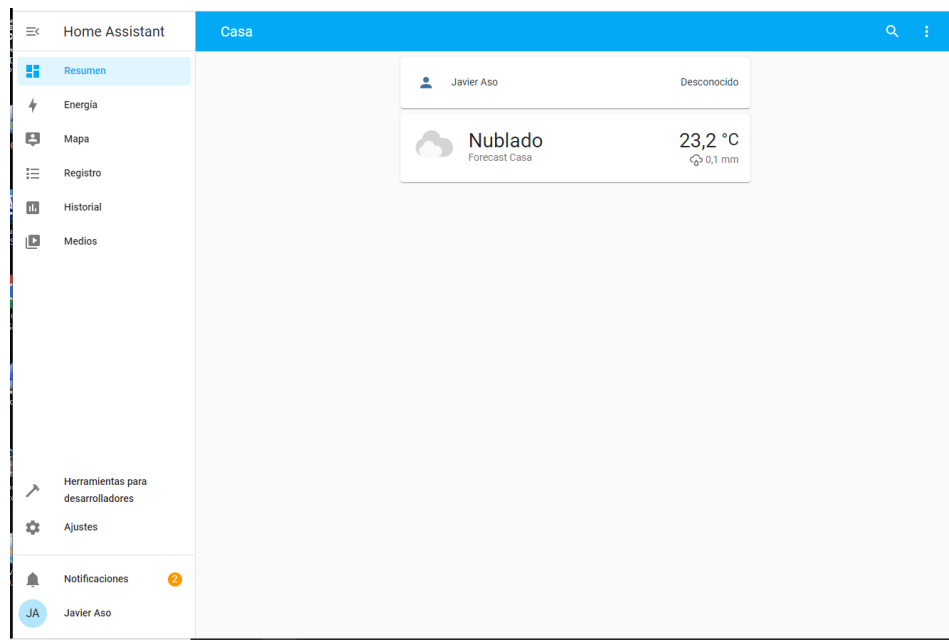 Home Assistant
Casa
Resumen
Energía
Mapa
Registro
Historial
Medios
Herramientas para
desarrolladores
Ajustes
Notificaciones
2
JA
Javier Aso
Javier Aso
Desconocido
Nublado
23,2 °C
Forecast Casa
0,1 mm